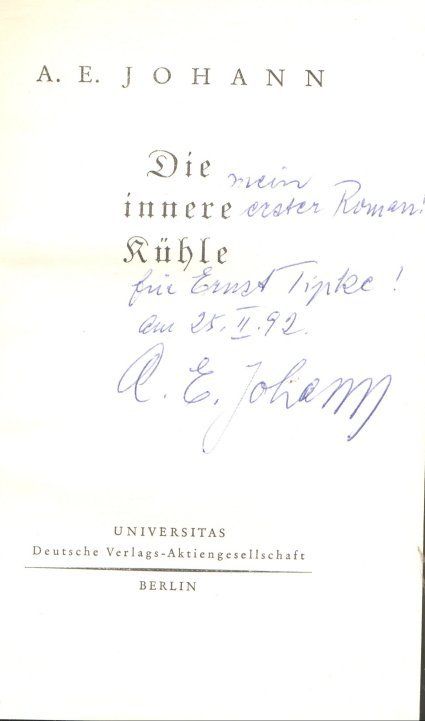 A. E. JOHANN
Die mein
innere erster Roman!
Kühle
für Ernst Tipke!
am 25. II. 92.
A. E. Johann
UNIVERSITAS
Deutsche Verlags-Aktiengesellschaft
BERLIN